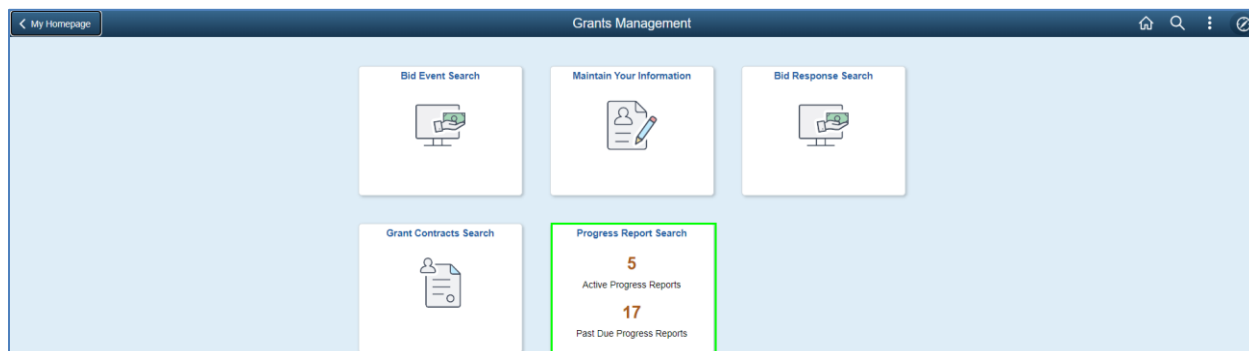 My Homepage
Grants Management
Bid Event Search
Maintain Your Information
Bid Response Search
Grant Contracts Search
Progress Report Search
5
Active Progress Reports
17
Past Due Progress Reports